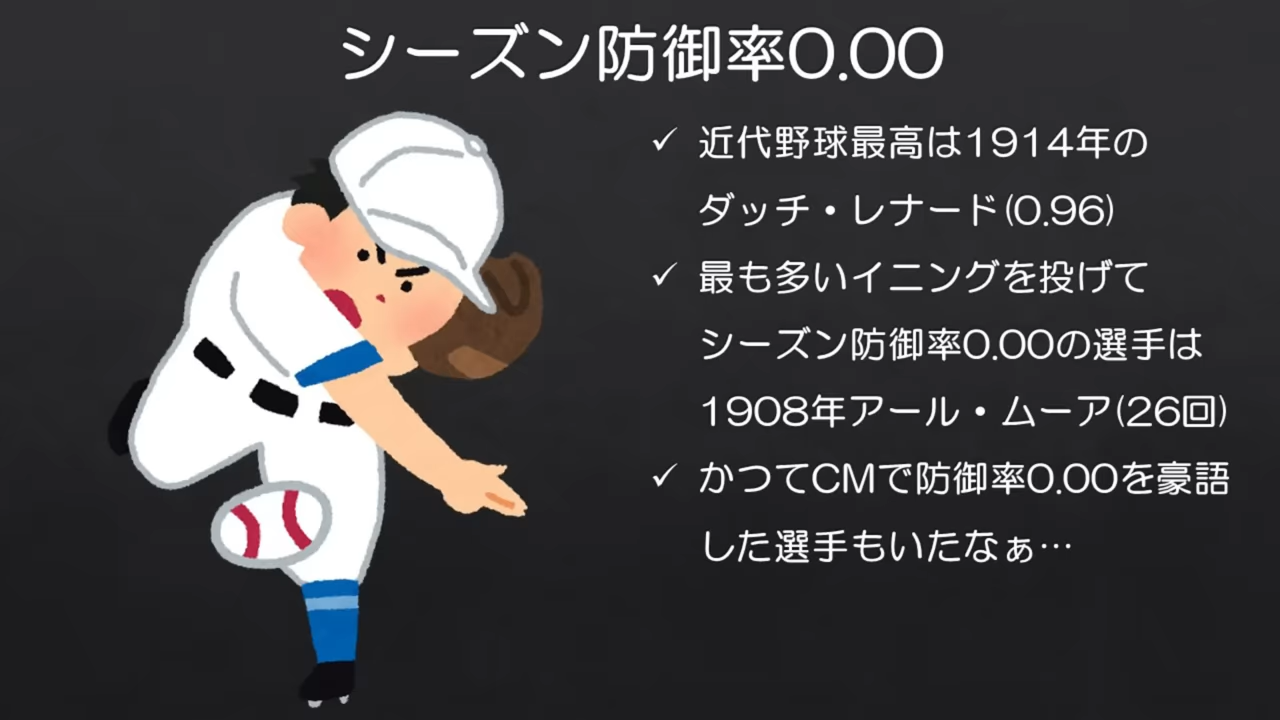 シーズン防御率0.00
✓ 近代野球最高は1914年の
ダッチ・レナード(0.96)
✓ 最も多いイニングを投げて
シーズン防御率0.00の選手は
1908年アール・ムーア(26回)
✓ かつてCMで防御率0.00を豪語
した選手もいたなぁ…